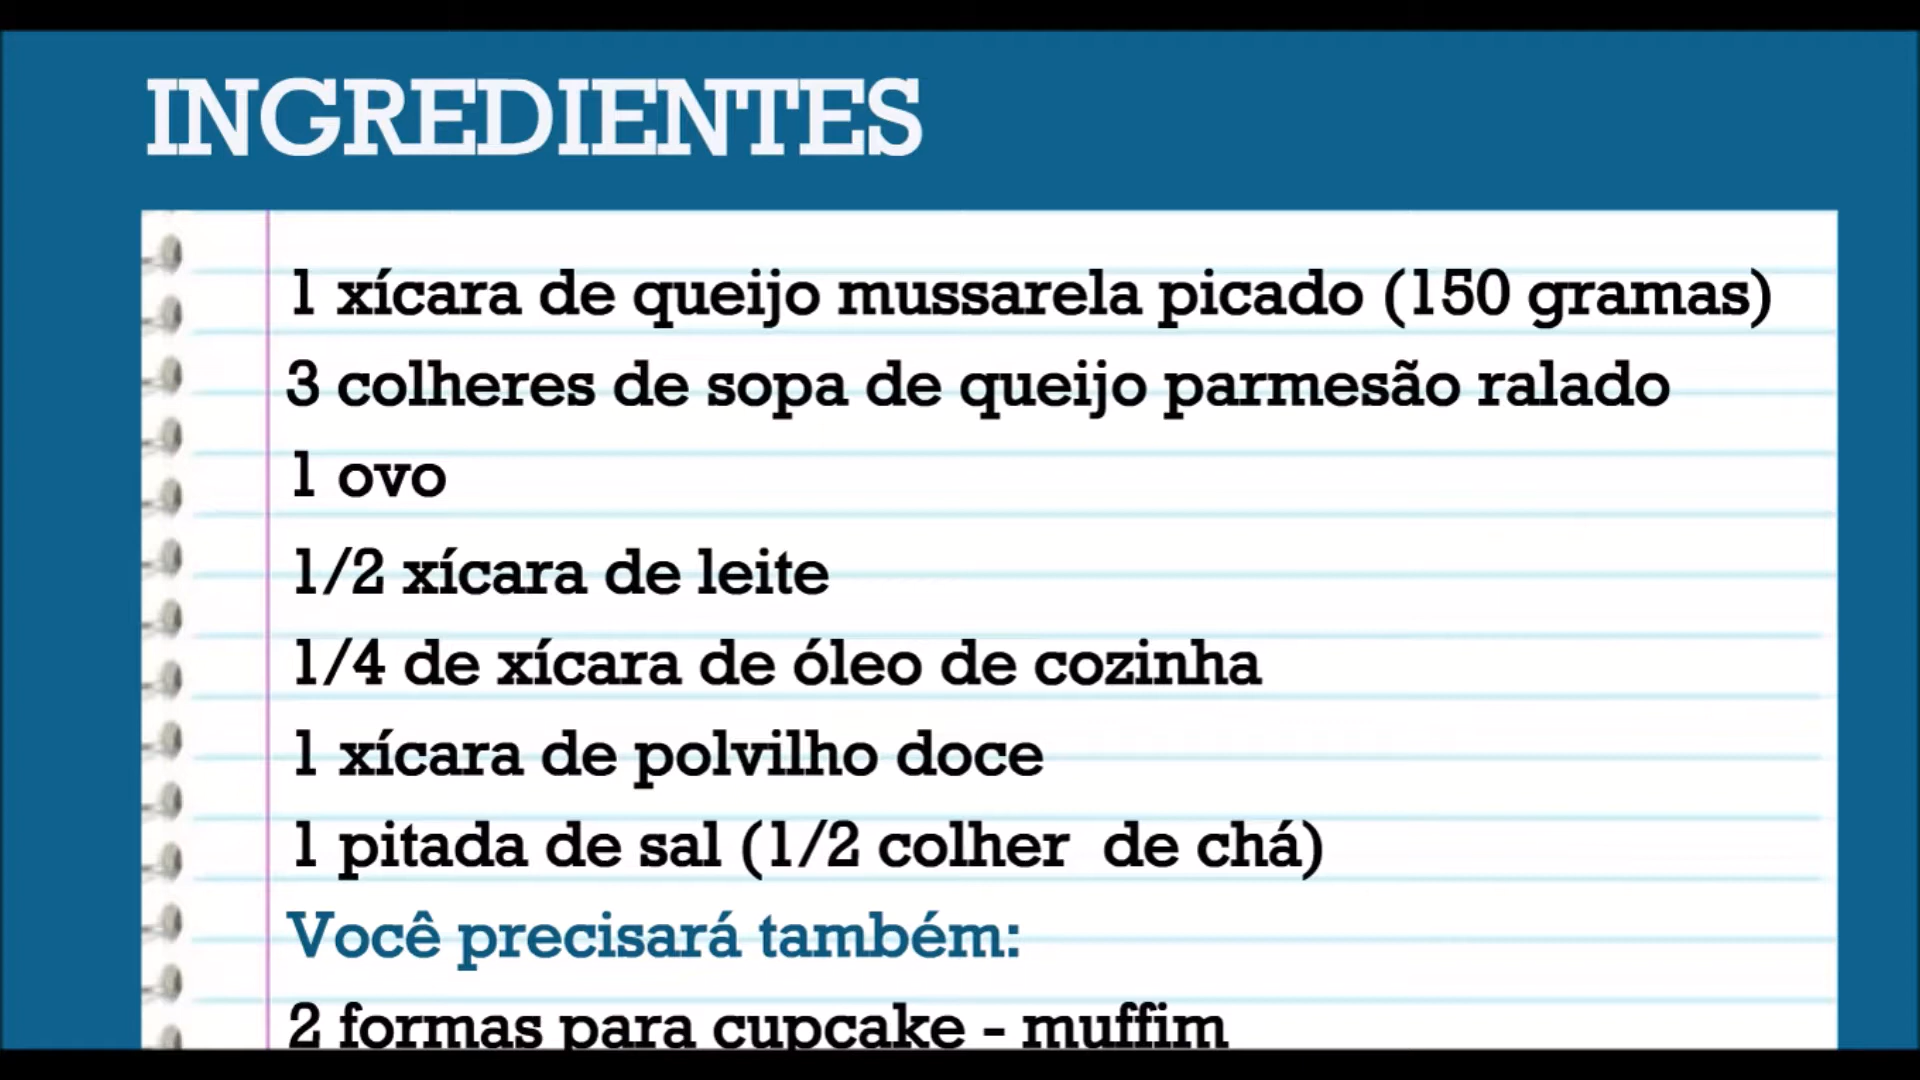 INGREDIENTES
1 xícara de queijo mussarela picado (150 gramas)
3 colheres de sopa de queijo parmesão ralado
1 ovo
1/2 xícara de leite
1/4 de xícara de óleo de cozinha
1 xícara de polvilho doce
1 pitada de sal (1/2 colher  de chá)
Você precisará também:
2 formas para cupcake - muffim